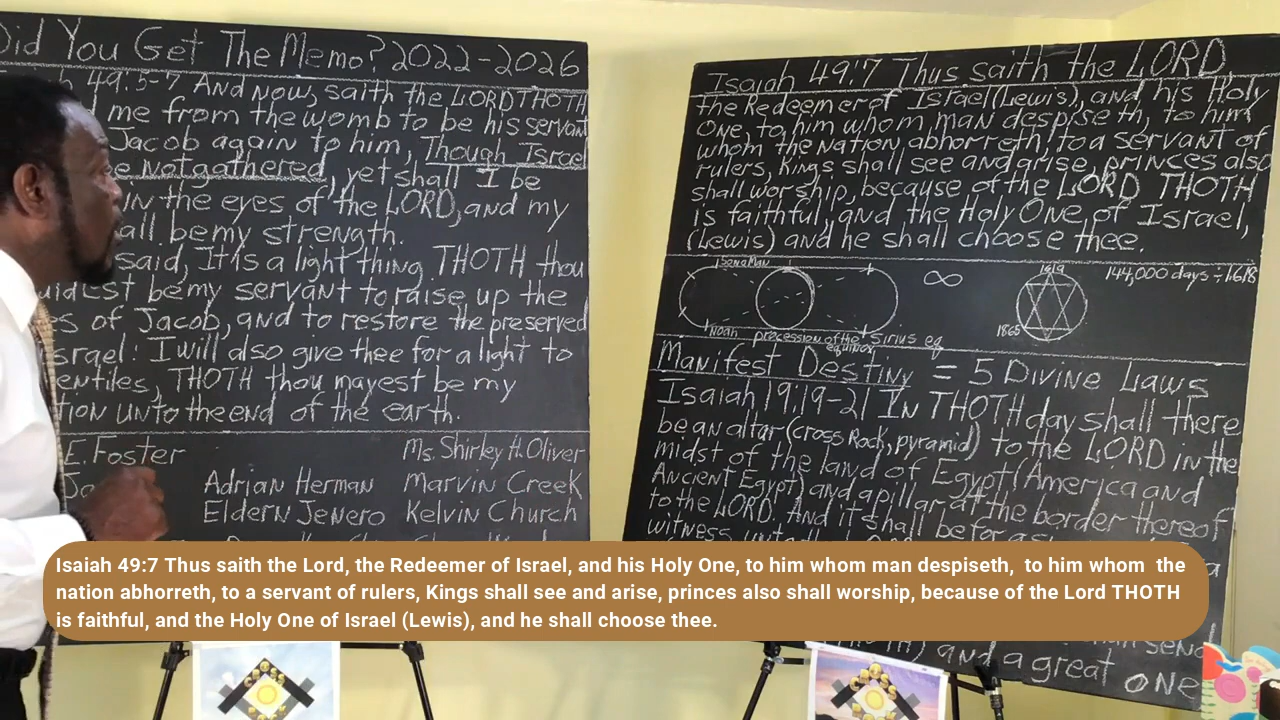 Did You Get The Memo? 2022-2026
49:5-7 And now, saith the LORD THOTH
me from the womb to be his servant
Jacob again to him, Though Israel
e not gathered, yet shall I be
in the eyes of the LORD, and my
all be my strength.
said, It is a light thing THOTH thou
uldest be my servant to raise up the
es of Jacob, and to restore the preserved
srael: I will also give thee for a light to
entiles, THOTH thou mayest be my
tion unto the end of the earth.
E. Foster
Ms. Shirley H. Oliver
Adrian Herman
Marvin Creek
Eldern Jenero
Kelvin Church
Isaiah 49:7 Thus saith the LORD
the Redeemer of Israel (Lewis), and his Holy
One, to him whom man despiseth, to him
whom the nation abhorreth, to a servant of
rulers, Kings shall see and arise, princes also
shall worship, because of the LORD THOTH
is faithful, and the Holy One of Israel,
(Lewis) and he shall choose thee.
∞
1619
144,000 days ÷ 1.618
1865
Noah
precession of the Sirius eq
equinox
Manifest Destiny = 5 Divine Laws
Isaiah 19:19-21 In THOTH day shall there
be an altar (cross Rock, pyramid) to the LORD in the
midst of the land of Egypt (America and
Ancient Egypt) and a pillar at the border thereof
to the LORD. And it shall be for a sign
witness unto the
Isaiah 49:7 Thus saith the Lord, the Redeemer of Israel, and his Holy One, to him whom man despiseth, to him whom the
nation abhorreth, to a servant of rulers, Kings shall see and arise, princes also shall worship, because of the Lord THOTH
is faithful, and the Holy One of Israel (Lewis), and he shall choose thee.
and a great one